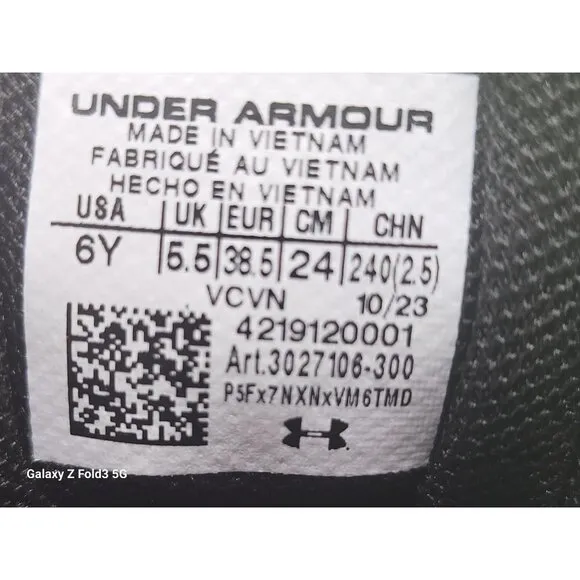 UNDER ARMOUR
MADE IN VIETNAM
FABRIQUÉ AU VIETNAM
HECHO EN VIETNAM
USA UK EUR CM CHN
6Y 5.5 38.5 24 240(2.5)
VCVN 10/23
4219120001
Art.3027106-300
P5Fx7NXNxVM6TMD
Galaxy Z Fold3 5G